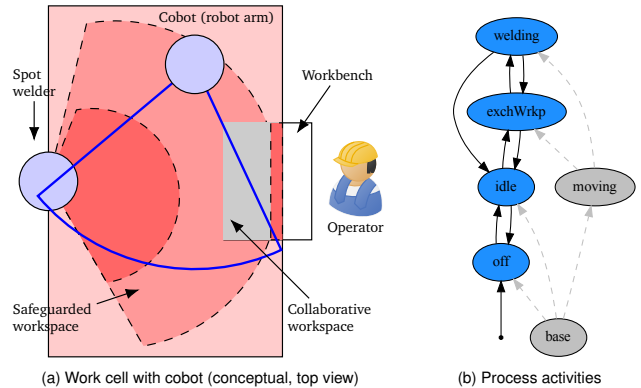 Cobot (robot arm)
Spot
welder
Workbench
Operator
Safeguarded
workspace
Collaborative
workspace
(a) Work cell with cobot (conceptual, top view)
welding
exchWrkp
idle
moving
off
base
(b) Process activities